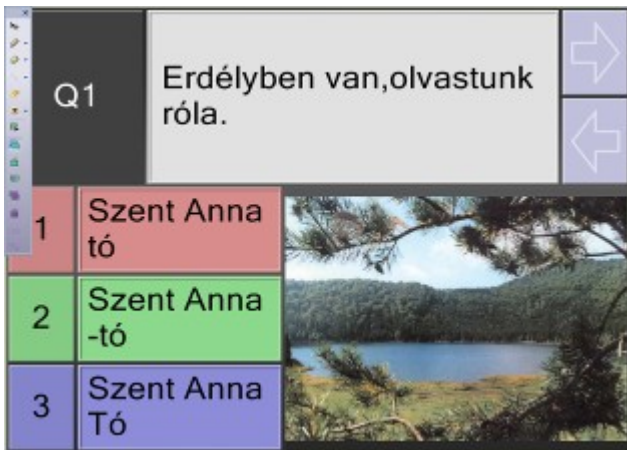 Q1
Erdélyben van,olvastunk
róla.
1
Szent Anna
tó
2
Szent Anna
-tó
3
Szent Anna
Tó